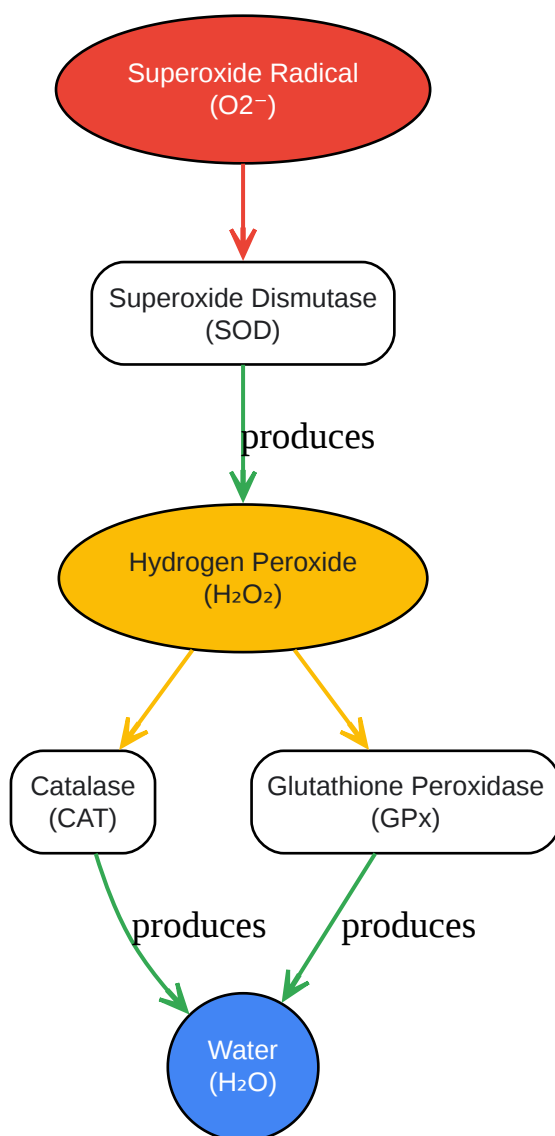 Superoxide Radical
(O2⁻)
Superoxide Dismutase
(SOD)
produces
Hydrogen Peroxide
(H₂O₂)
Catalase
(CAT)
Glutathione Peroxidase
(GPx)
produces
produces
Water
(H₂O)